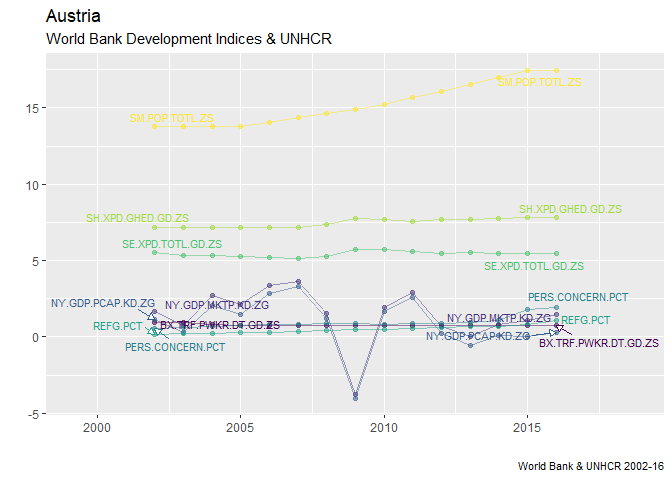 Austria
World Bank Development Indices & UNHCR
SM.POP.TOTL.ZS
15
SM.POP.TOTL.ZS
10
SH.XPD.GHED.GD.ZS
SH.XPD.GHED.GD.ZS
SE.XPD.TOTL.GD.ZS
5
SE.XPD.TOTL.GD.ZS
NY.GDP.PCAP.KD.ZG
NY.GDP.MKTP.KD.ZG
PERS.CONCERN.PCT
REFG.PCT
BX.TRF.PWKR.DT.GD.ZS
NY.GDP.MKTP.KD.ZG
REFG.PCT
0
PERS.CONCERN.PCT
NY.GDP.PCAP.KD.ZG
BX.TRF.PWKR.DT.GD.ZS
-5
2000
2005
2010
2015
World Bank & UNHCR 2002-16